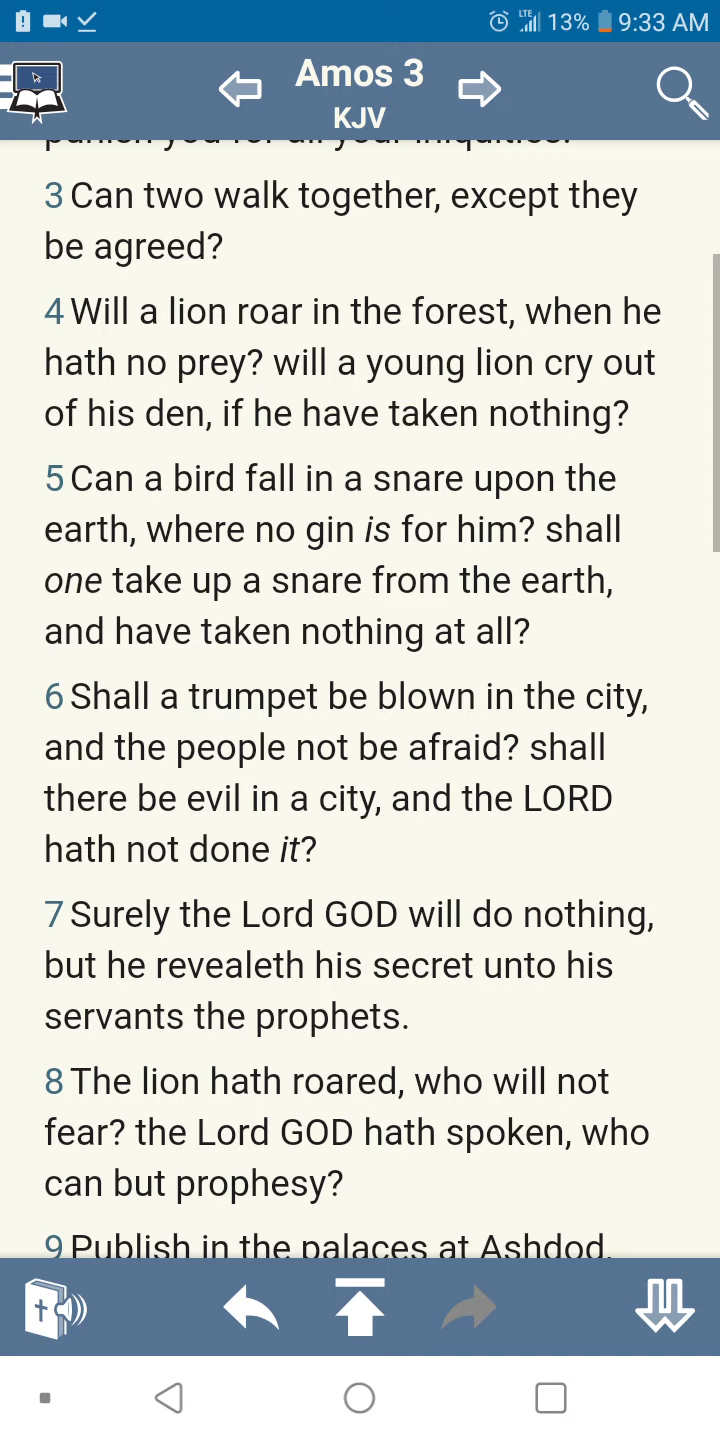 LTE 13% 9:33 AM
Amos 3
KJV
punish you for all your iniquities.
3 Can two walk together, except they
be agreed?
4 Will a lion roar in the forest, when he
hath no prey? will a young lion cry out
of his den, if he have taken nothing?
5 Can a bird fall in a snare upon the
earth, where no gin is for him? shall
one take up a snare from the earth,
and have taken nothing at all?
6 Shall a trumpet be blown in the city,
and the people not be afraid? shall
there be evil in a city, and the LORD
hath not done it?
7 Surely the Lord GOD will do nothing,
but he revealeth his secret unto his
servants the prophets.
8 The lion hath roared, who will not
fear? the Lord GOD hath spoken, who
can but prophesy?
9 Publish in the palaces at Ashdod,